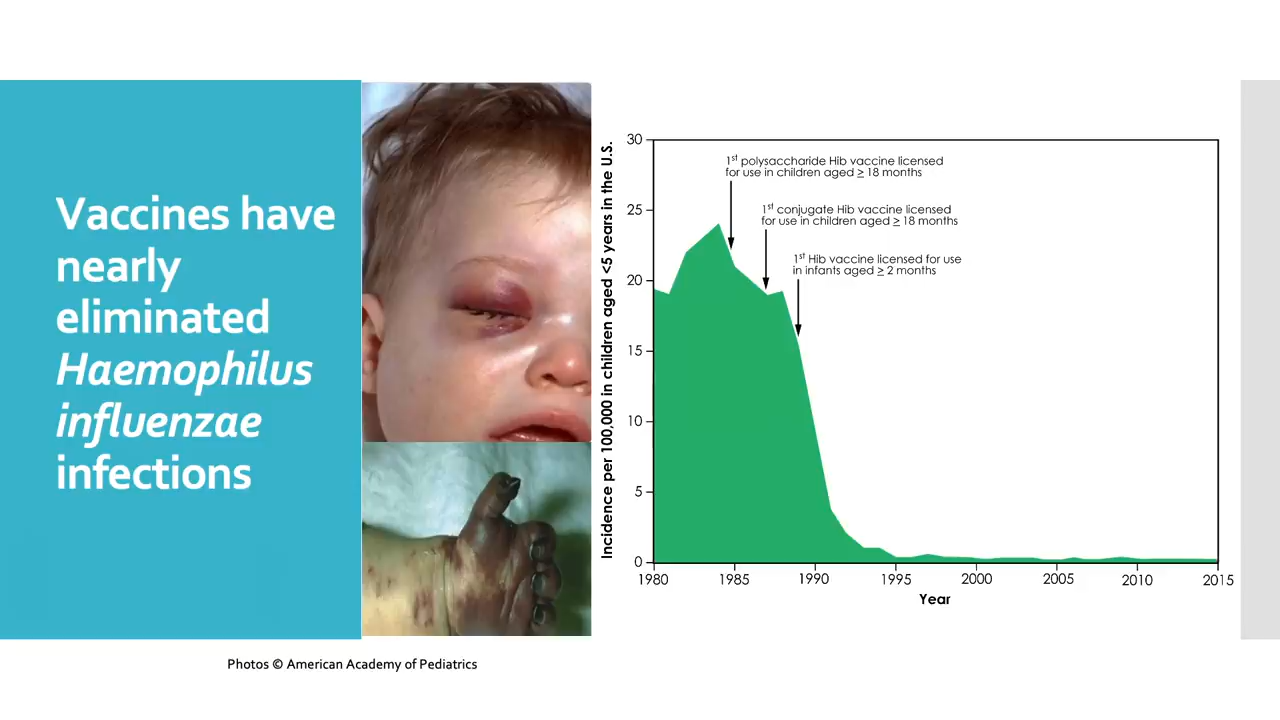 Vaccines have
nearly
eliminated
Haemophilus
influenzae
infections
Photos © American Academy of Pediatrics
Incidence per 100,000 in children aged <5 years in the U.S.
30
25
20
15
10
5
0
1st polysaccharide Hib vaccine licensed
for use in children aged ≥ 18 months
1st conjugate Hib vaccine licensed
for use in children aged ≥ 18 months
1st Hib vaccine licensed for use
in infants aged ≥ 2 months
1980 1985 1990 1995 2000 2005 2010 2015
Year